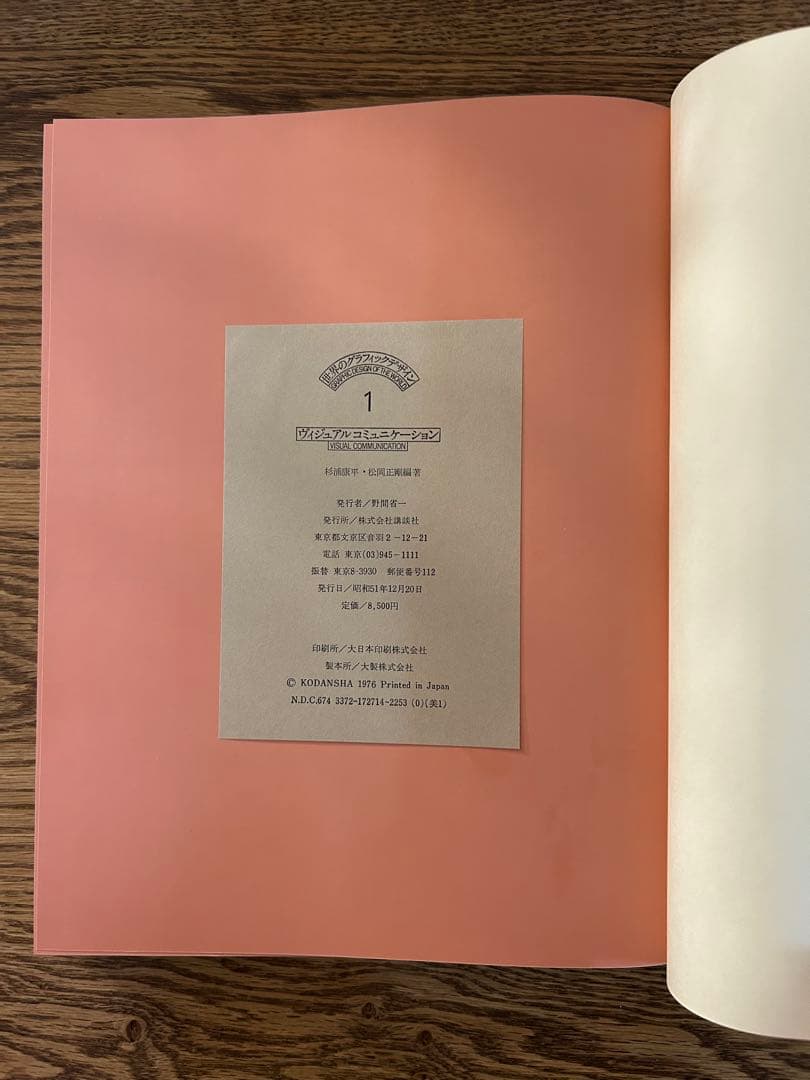 世界のグラフィックデザイン
GRAPHIC DESIGN OF THE WORLD
1
ヴィジュアルコミュニケーション
VISUAL COMMUNICATION
杉浦康平・松岡正剛編著
発行者/野間省一
発行所/株式会社講談社
東京都文京区音羽2-12-21
電話 東京(03)945-1111
振替 東京8-3930 郵便番号112
発行日/昭和51年12月20日
定価/8,500円
印刷所/大日本印刷株式会社
製本所/大製株式会社
© KODANSHA 1976 Printed in Japan
N.D.C.674 3372-172714-2253 (0)(美1)